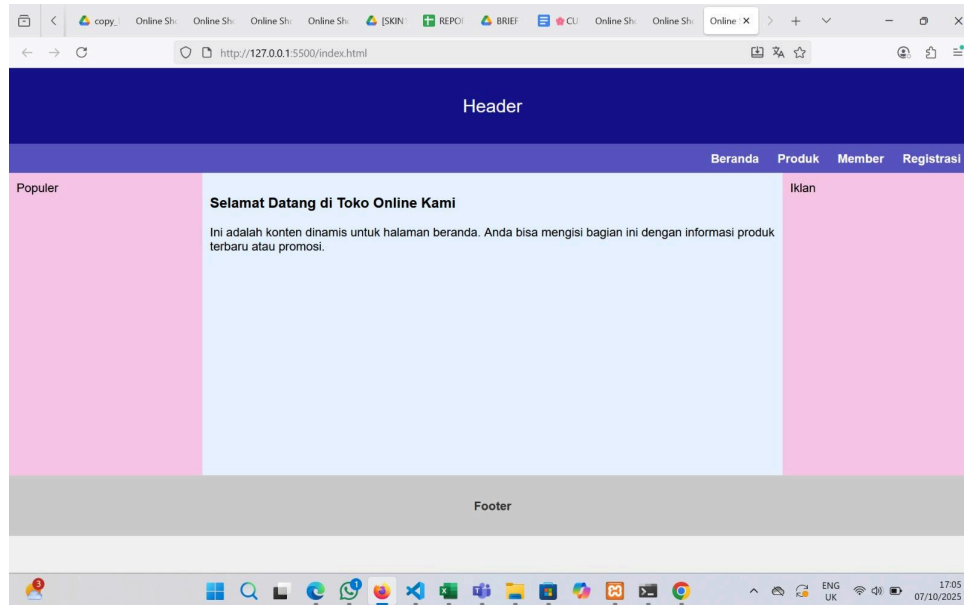 copy_
Online Sh
Online Sh
Online Sh
Online Sh
[SKIN
REPO
BRIEF
CU
Online Sh
Online Sh
Online
http://127.0.0.1:5500/index.html
Header
Beranda Produk Member Registrasi
Populer
Selamat Datang di Toko Online Kami
Ini adalah konten dinamis untuk halaman beranda. Anda bisa mengisi bagian ini dengan informasi produk
terbaru atau promosi.
Iklan
Footer
3
1
ENG
UK
17:05
07/10/2025